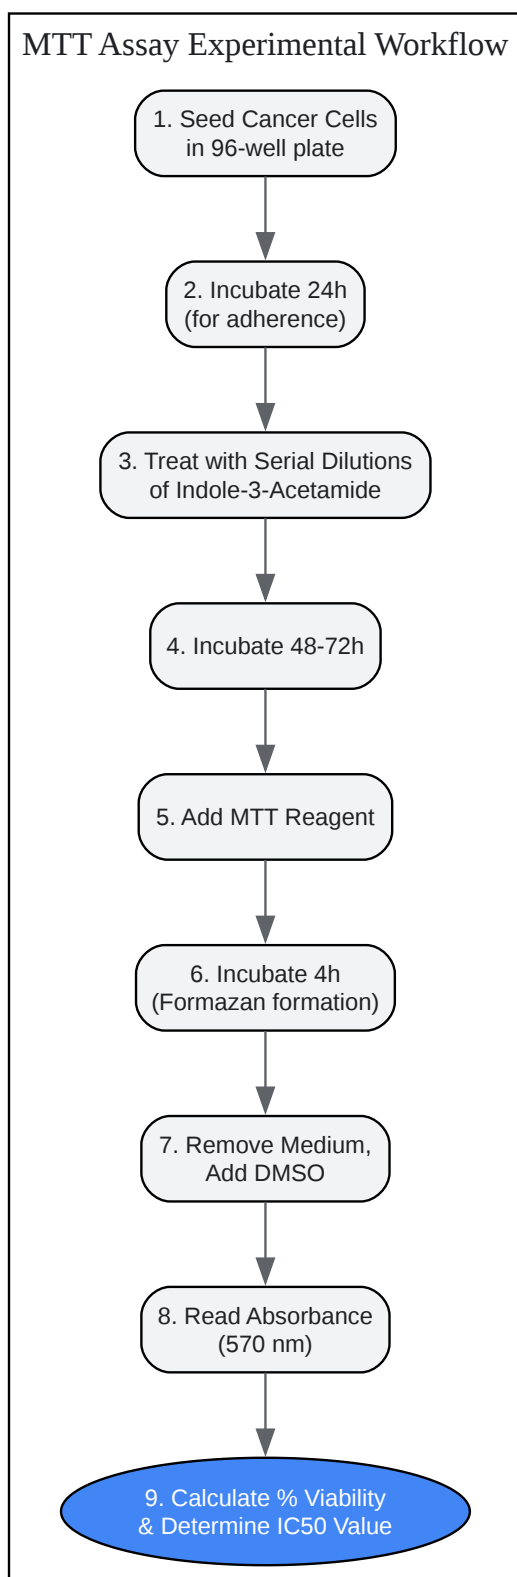 MTT Assay Experimental Workflow
1. Seed Cancer Cells
in 96-well plate
2. Incubate 24h
(for adherence)
3. Treat with Serial Dilutions
of Indole-3-Acetamide
4. Incubate 48-72h
5. Add MTT Reagent
6. Incubate 4h
(Formazan formation)
7. Remove Medium,
Add DMSO
8. Read Absorbance
(570 nm)
9. Calculate % Viability
& Determine IC50 Value